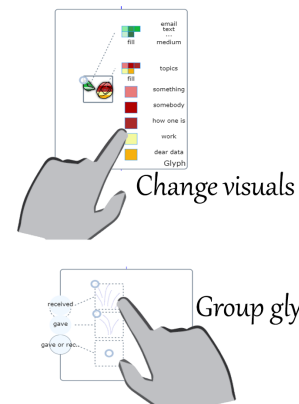 email
text
...
medium
fill
topics
fill
something
somebody
how one is
work
dear data
Glyph
Change visuals
received
Group gly
gave
gave or rec..